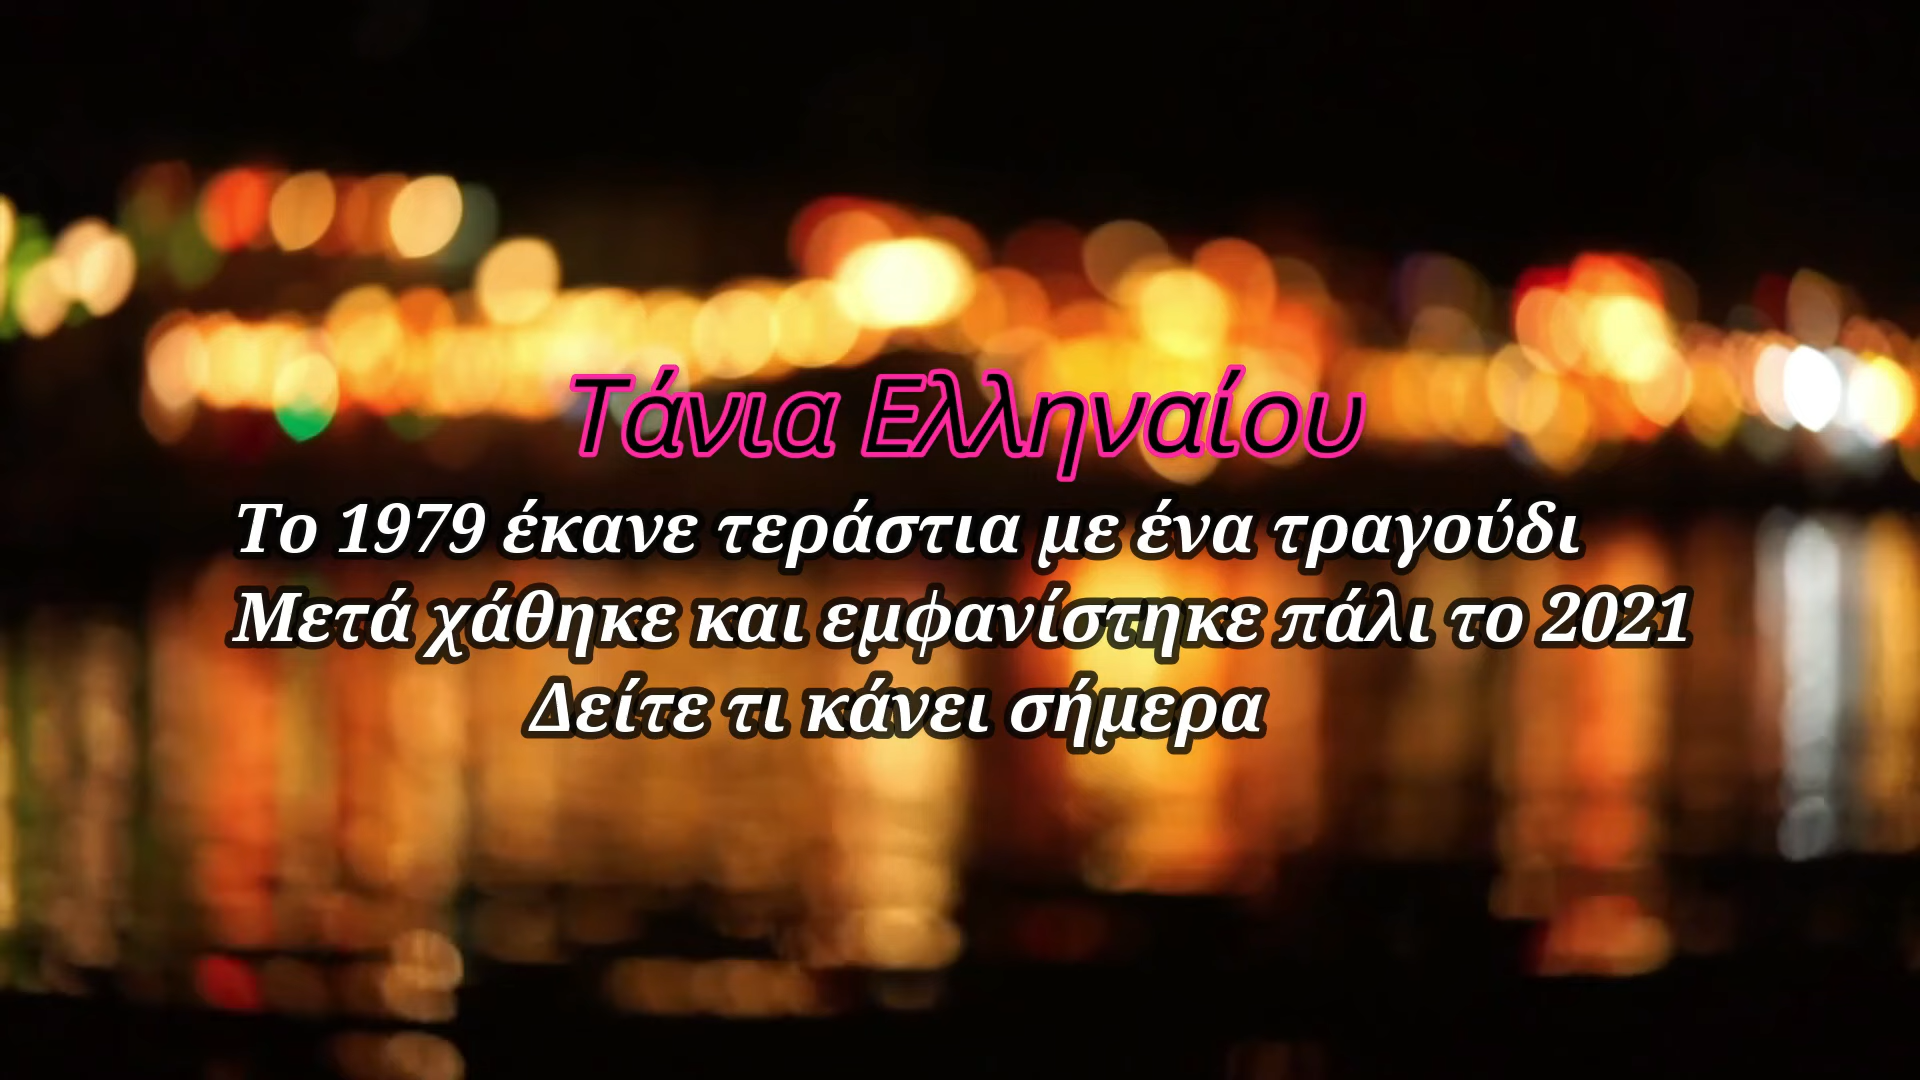 Τάνια Ελληναίου
Το 1979 έκανε τεράστια με ένα τραγούδι
Μετά χάθηκε και εμφανίστηκε πάλι το 2021
Δείτε τι κάνει σήμερα